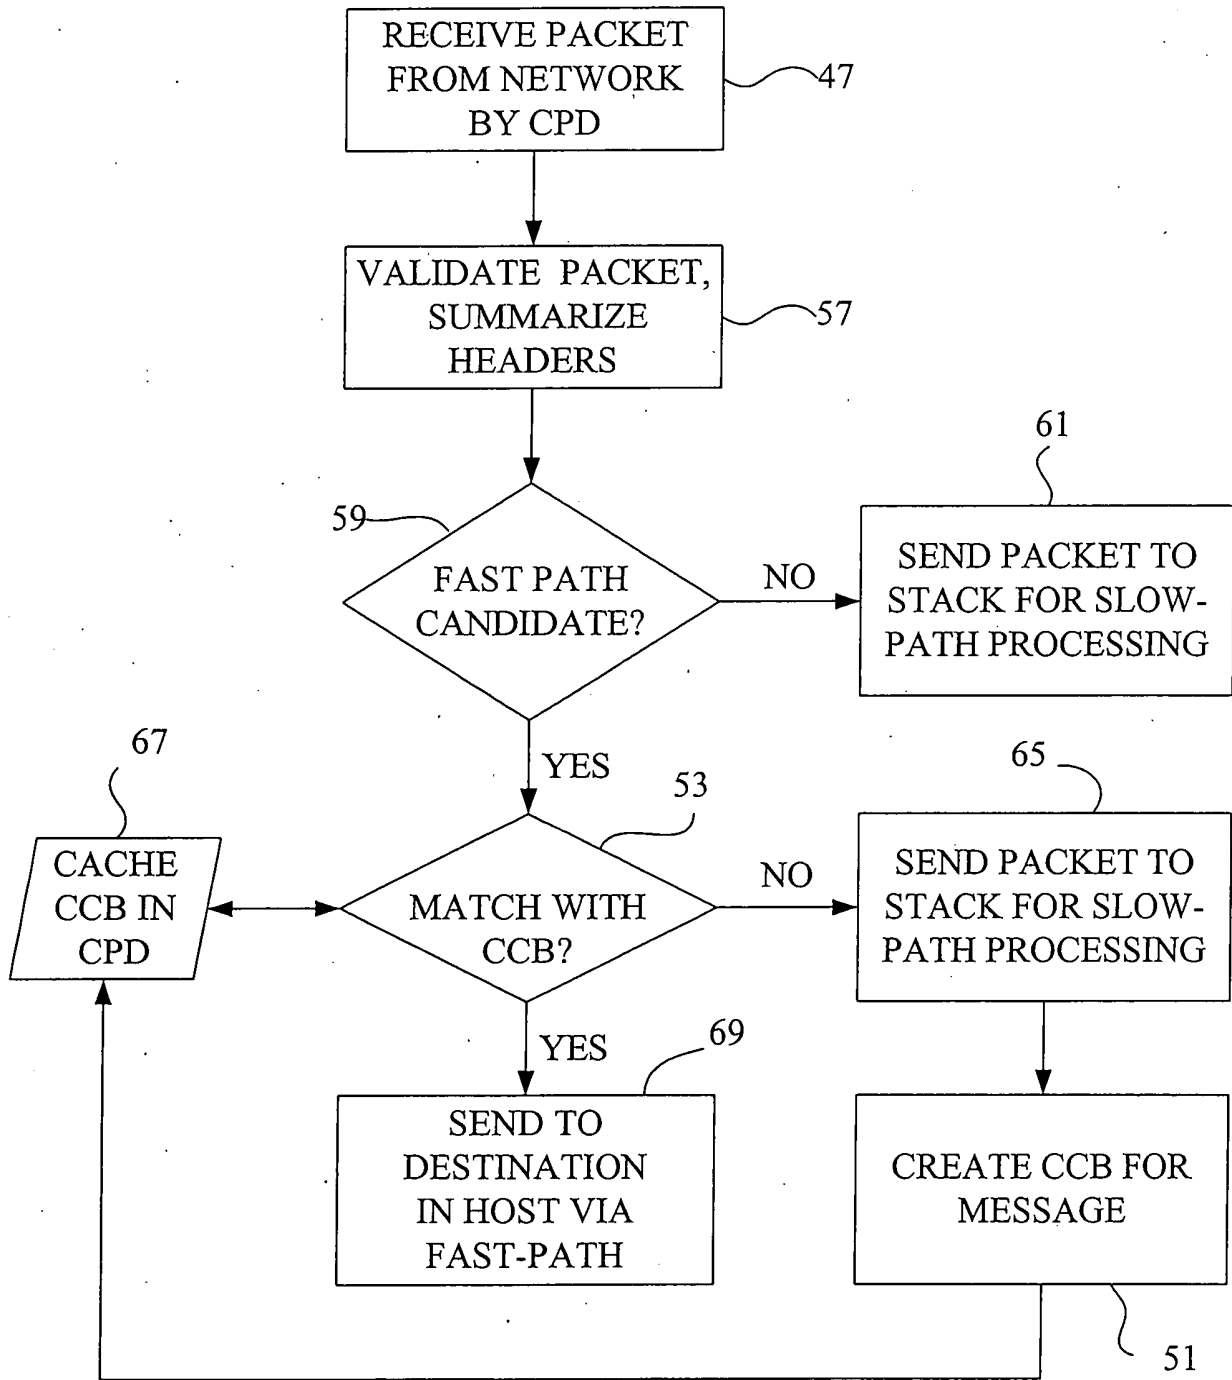 RECEIVE PACKET
FROM NETWORK
BY CPD
47
VALIDATE PACKET,
SUMMARIZE
HEADERS
57
59
FAST PATH
CANDIDATE?
NO
61
SEND PACKET TO
STACK FOR SLOW-
PATH PROCESSING
YES
67
CACHE
CCB IN
CPD
53
MATCH WITH
CCB?
NO
65
SEND PACKET TO
STACK FOR SLOW-
PATH PROCESSING
YES
69
SEND TO
DESTINATION
IN HOST VIA
FAST-PATH
CREATE CCB FOR
MESSAGE
51